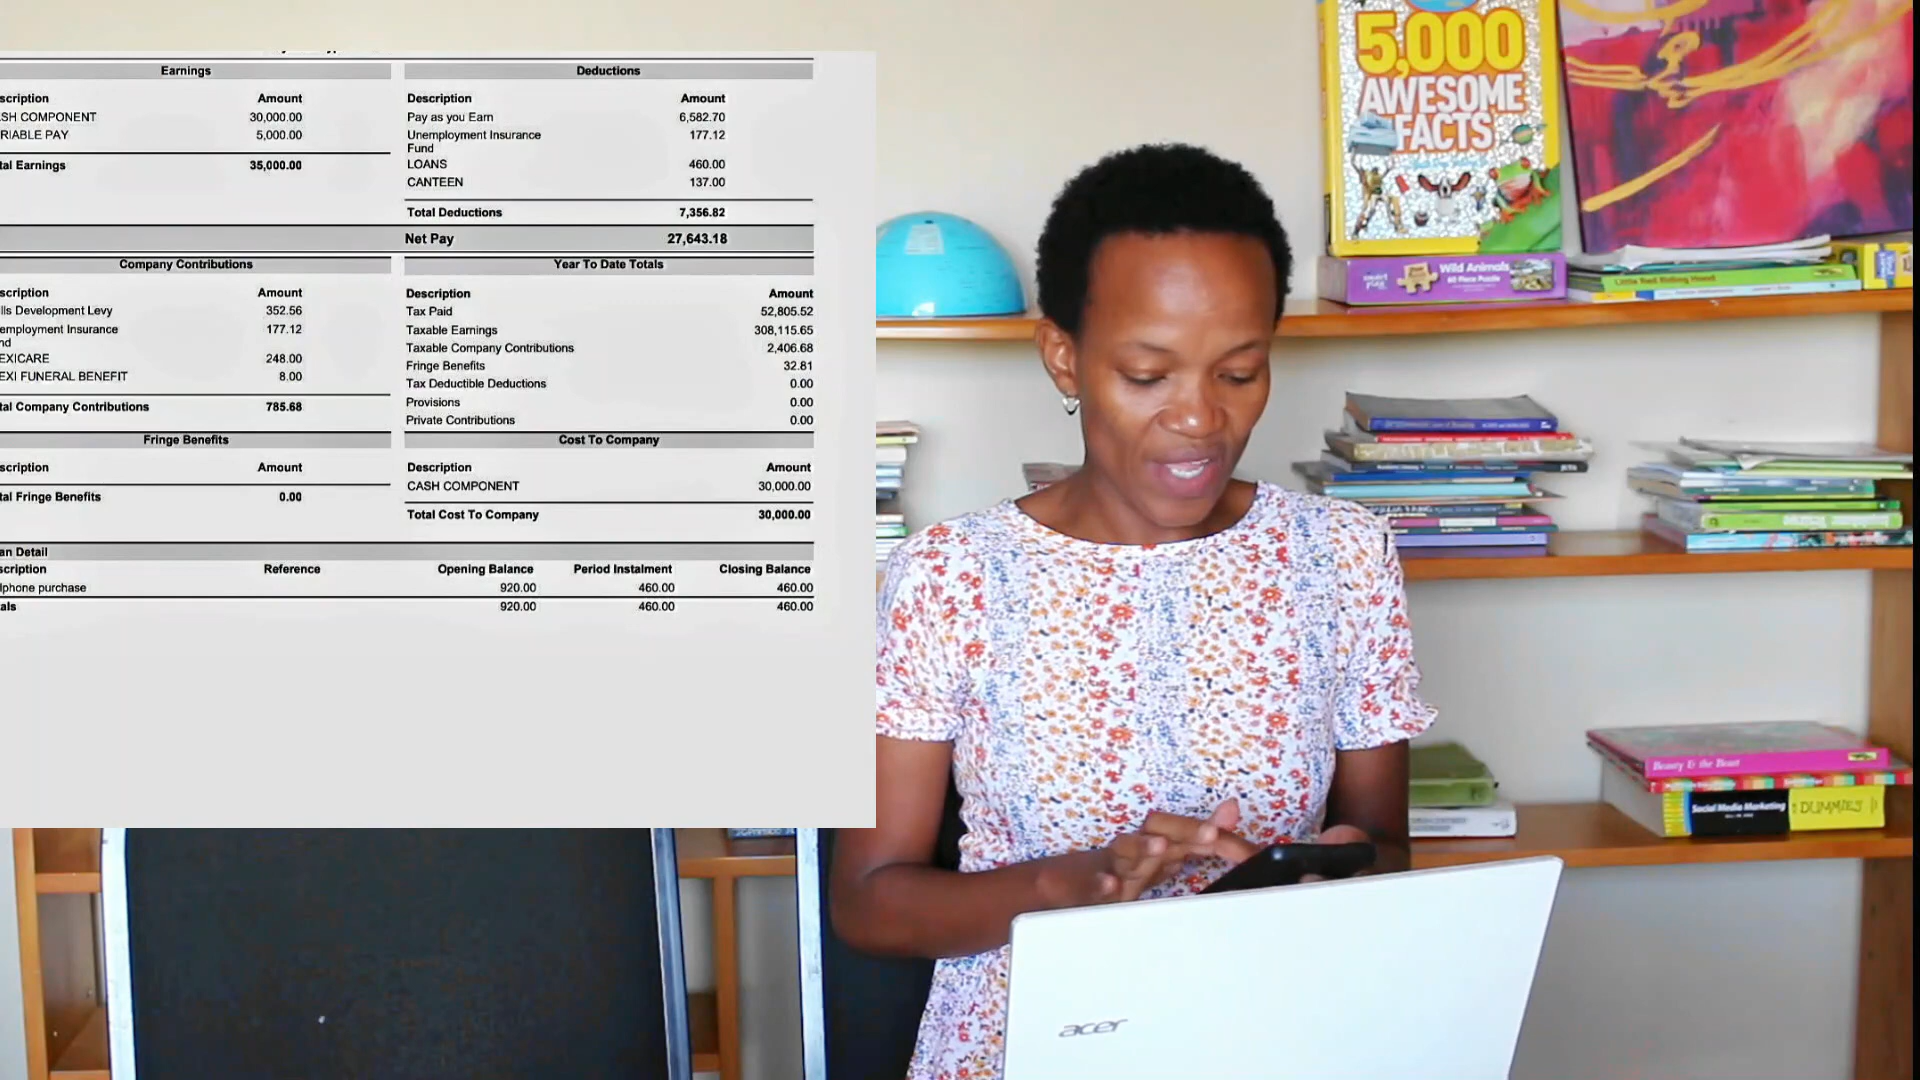 Earnings
scription Amount
SH COMPONENT 30,000.00
RIABLE PAY 5,000.00
tal Earnings 35,000.00
Deductions
Description Amount
Pay as you Earn 6,582.70
Unemployment Insurance 177.12
Fund
LOANS 460.00
CANTEEN 137.00
Total Deductions 7,356.82
Net Pay 27,643.18
Company Contributions
scription Amount
lls Development Levy 352.56
employment Insurance 177.12
nd
EXICARE 248.00
EXI FUNERAL BENEFIT 8.00
tal Company Contributions 785.68
Year To Date Totals
Description Amount
Tax Paid 52,805.52
Taxable Earnings 308,115.65
Taxable Company Contributions 2,406.68
Fringe Benefits 32.81
Tax Deductible Deductions 0.00
Provisions 0.00
Private Contributions 0.00
Fringe Benefits
scription Amount
tal Fringe Benefits 0.00
Cost To Company
Description Amount
CASH COMPONENT 30,000.00
Total Cost To Company 30,000.00
an Detail
scription Reference Opening Balance Period Instalment Closing Balance
lphone purchase 920.00 460.00 460.00
als 920.00 460.00 460.00
5,000
AWESOME
FACTS
Wild Animals
60 Piece Puzzle
Little Red Riding Hood
Beauty & the Beast
Social Media Marketing
DUMMIES
acer